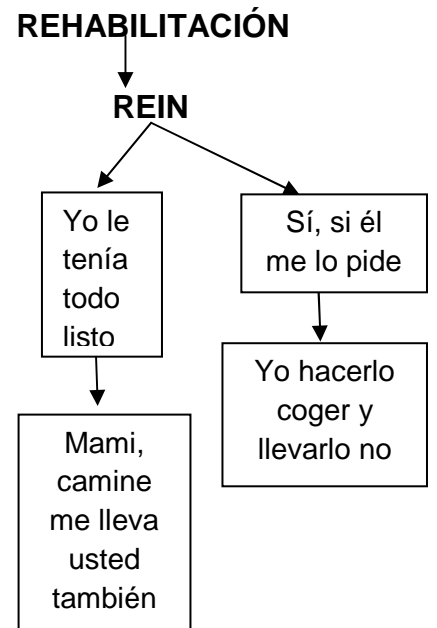 REHABILITACIÓN
REIN
Yo le
tenía
todo
listo
Sí, si él
me lo pide
Yo hacerlo
coger y
llevarlo no
Mami,
camine
me lleva
usted
también